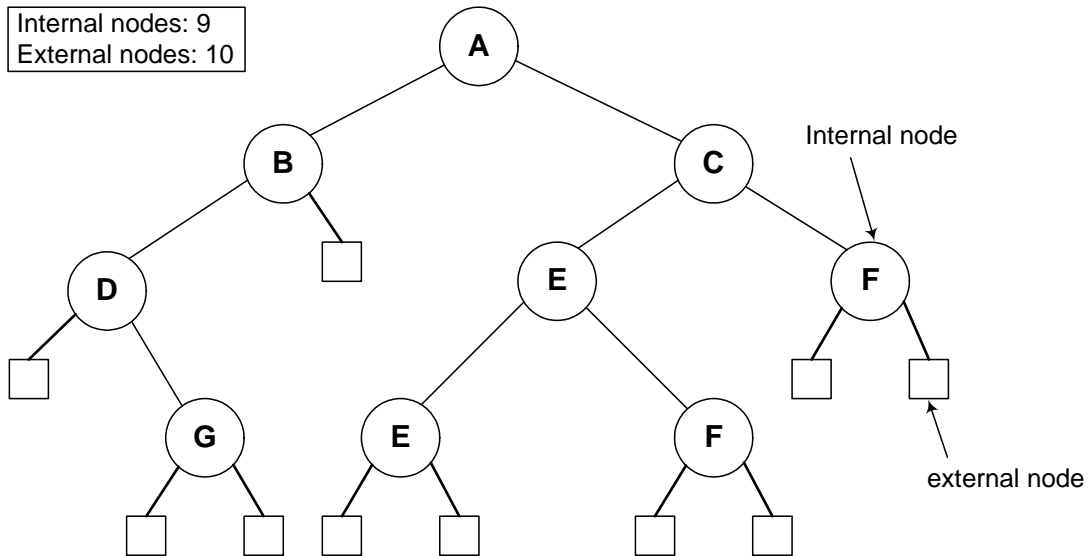 Internal nodes: 9
External nodes: 10
A
B
C
Internal node
D
E
F
G
E
F
external node